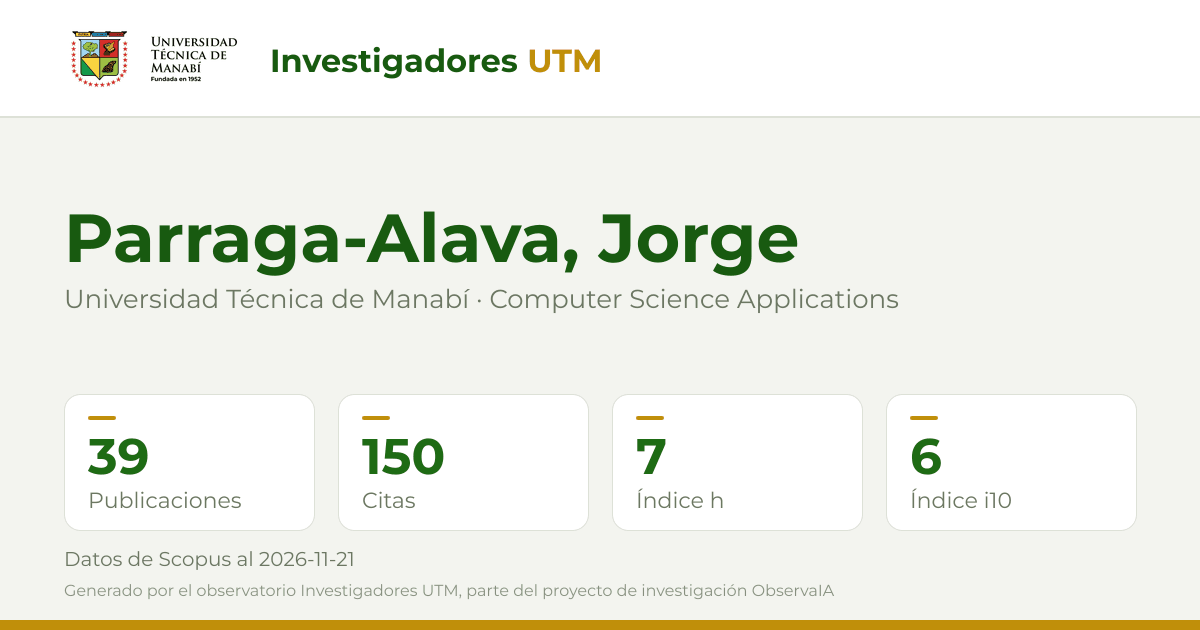 UNIVERSIDAD
TÉCNICA DE
MANABÍ
Fundada en 1952
Investigadores UTM
Parraga-Alava, Jorge
Universidad Técnica de Manabí · Computer Science Applications
39
Publicaciones
150
Citas
7
Índice h
6
Índice i10
Datos de Scopus al 2026-11-21
Generado por el observatorio Investigadores UTM, parte del proyecto de investigación ObservaIA